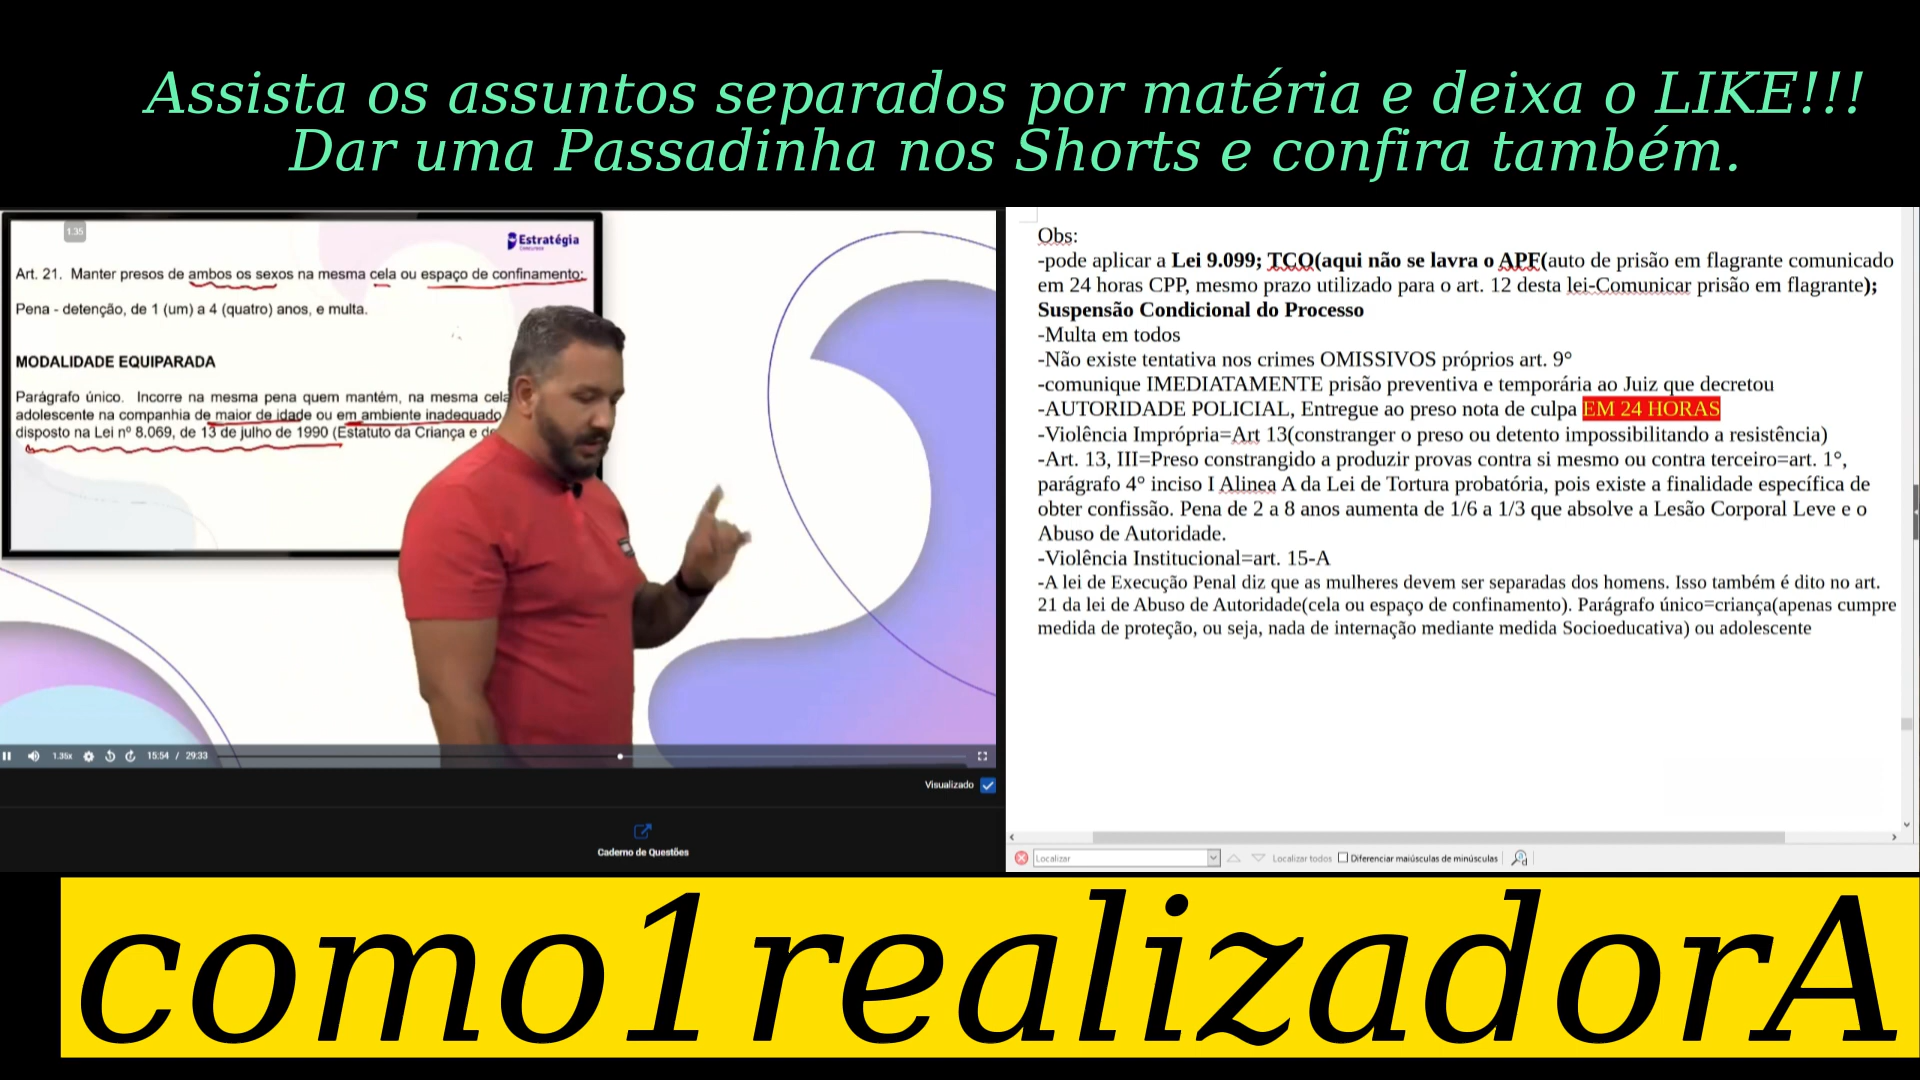 Assista os assuntos separados por matéria e deixa o LIKE!!!
Dar uma Passadinha nos Shorts e confira também.
1.35
Estratégia
Concursos
Art. 21. Manter presos de ambos os sexos na mesma cela ou espaço de confinamento:
Pena - detenção, de 1 (um) a 4 (quatro) anos, e multa.
MODALIDADE EQUIPARADA
Parágrafo único. Incorre na mesma pena quem mantém, na mesma cela
adolescente na companhia de maior de idade ou em ambiente inadequado
disposto na Lei nº 8.069, de 13 de julho de 1990 (Estatuto da Criança e do
1.35x
15:54 / 29:33
Visualizado
Caderno de Questões
Obs:
-pode aplicar a Lei 9.099; TCO(aqui não se lavra o APF(auto de prisão em flagrante comunicado
em 24 horas CPP, mesmo prazo utilizado para o art. 12 desta lei-Comunicar prisão em flagrante);
Suspensão Condicional do Processo
-Multa em todos
-Não existe tentativa nos crimes OMISSIVOS próprios art. 9°
-comunique IMEDIATAMENTE prisão preventiva e temporária ao Juiz que decretou
-AUTORIDADE POLICIAL, Entregue ao preso nota de culpa EM 24 HORAS
-Violência Imprópria=Art 13(constranger o preso ou detento impossibilitando a resistência)
-Art. 13, III=Preso constrangido a produzir provas contra si mesmo ou contra terceiro=art. 1°,
parágrafo 4° inciso I Alinea A da Lei de Tortura probatória, pois existe a finalidade específica de
obter confissão. Pena de 2 a 8 anos aumenta de 1/6 a 1/3 que absolve a Lesão Corporal Leve e o
Abuso de Autoridade.
-Violência Institucional=art. 15-A
-A lei de Execução Penal diz que as mulheres devem ser separadas dos homens. Isso também é dito no art.
21 da lei de Abuso de Autoridade(cela ou espaço de confinamento). Parágrafo único=criança(apenas cumpre
medida de proteção, ou seja, nada de internação mediante medida Socioeducativa) ou adolescente
Localizar
Localizar todos
Diferenciar maiúsculas de minúsculas
como1realizadorA